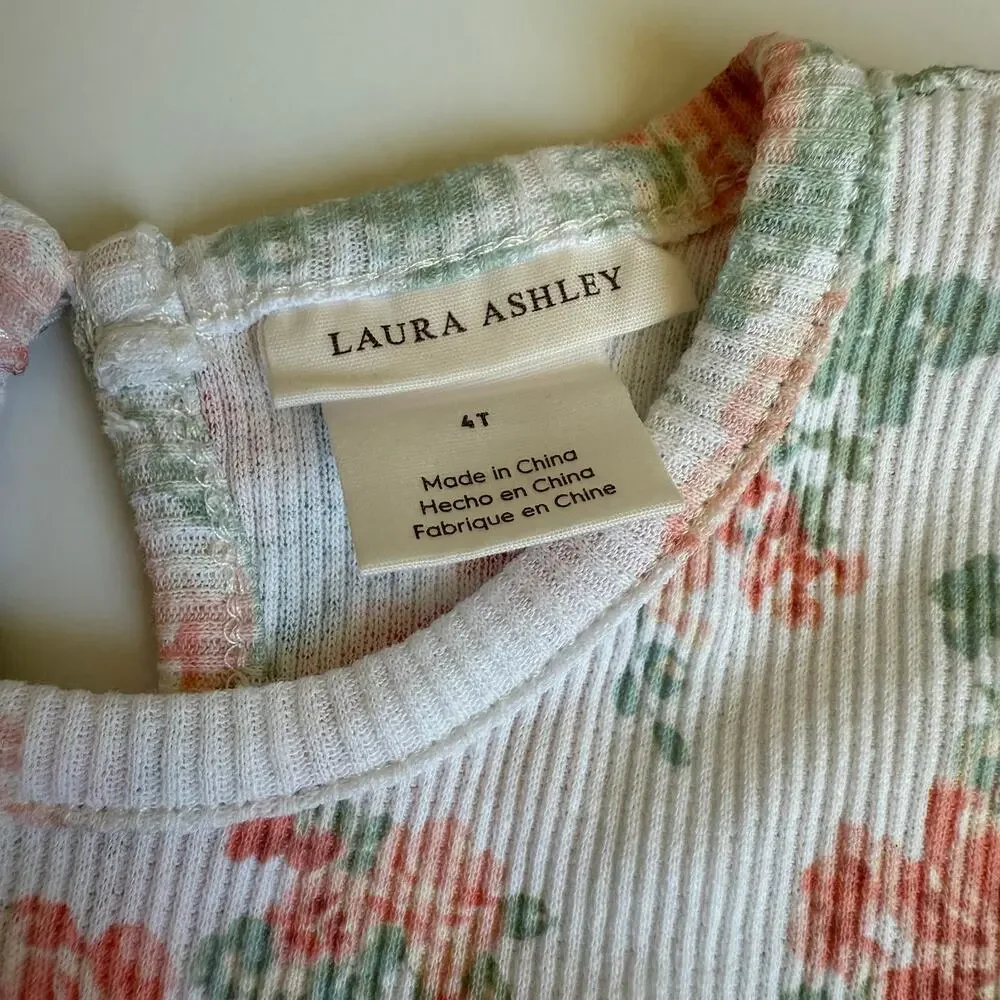 LAURA ASHLEY
4T
Made in China
Hecho en China
Fabrique en Chine